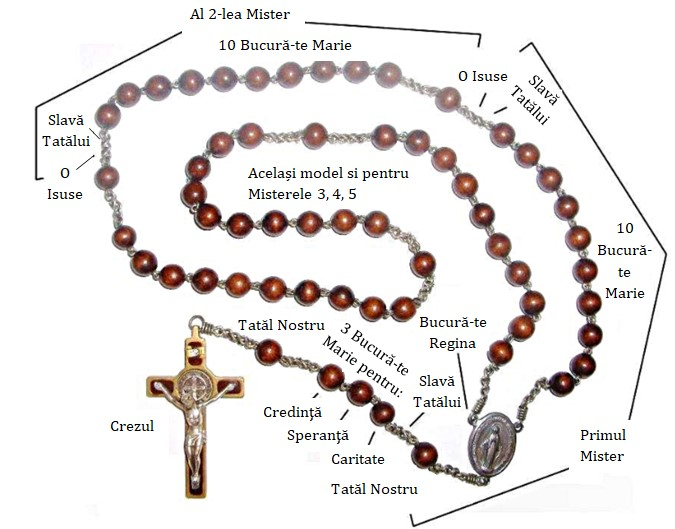 Al 2-lea Mister
10 Bucură-te Marie
O Isuse
Slavă
Tatălui
Slavă
Tatălui
O
Isuse
Același model si pentru
Misterele 3, 4, 5
10
Bucură-
te
Marie
Tatăl Nostru
3 Bucură-te
Marie pentru:
Bucură-te
Regina
Slavă
Tatălui
Credinţă
Speranţă
Caritate
Tatăl Nostru
Crezul
Primul
Mister